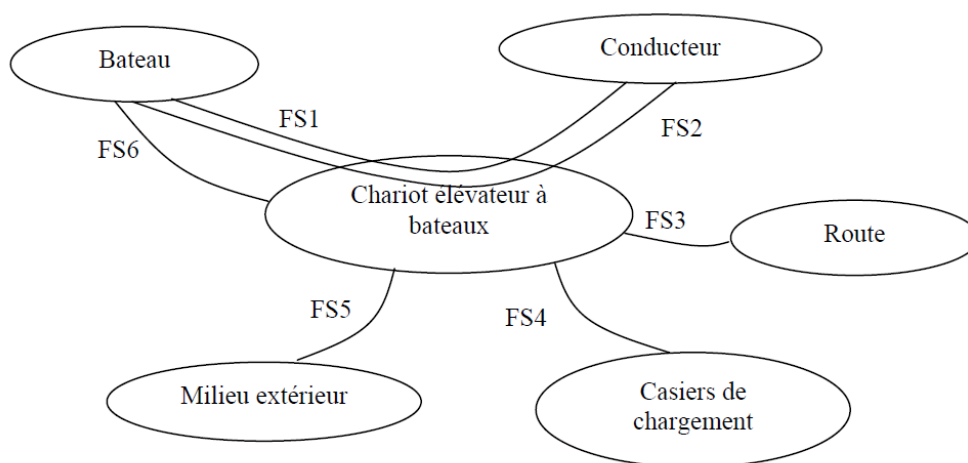 Bateau
Conducteur
FS1
FS2
FS6
Chariot élévateur à
bateaux
FS3
Route
FS5
FS4
Milieu extérieur
Casiers de
chargement